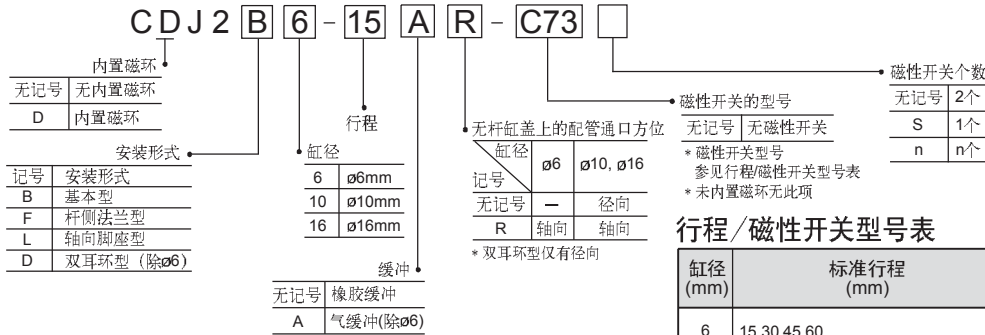 CDJ2 B 6 - 15 A R - C73
内置磁环
无记号 无内置磁环
D 内置磁环
安装形式
记号 安装形式
B 基本型
F 杆侧法兰型
L 轴向脚座型
D 双耳环型 (除ø6)
缸径
6 ø6mm
10 ø10mm
16 ø16mm
行程
缓冲
无记号 橡胶缓冲
A 气缓冲(除ø6)
无杆缸盖上的配管通口方位
缸径 ø6 ø10, ø16
记号
无记号 － 径向
R 轴向 轴向
*双耳环型仅有径向
磁性开关的型号
无记号 无磁性开关
*磁性开关型号
参见行程/磁性开关型号表
*未内置磁环无此项
磁性开关个数
无记号 2个
S 1个
n n个
行程/磁性开关型号表
缸径 标准行程
(mm) (mm)
6 15,30,45,60